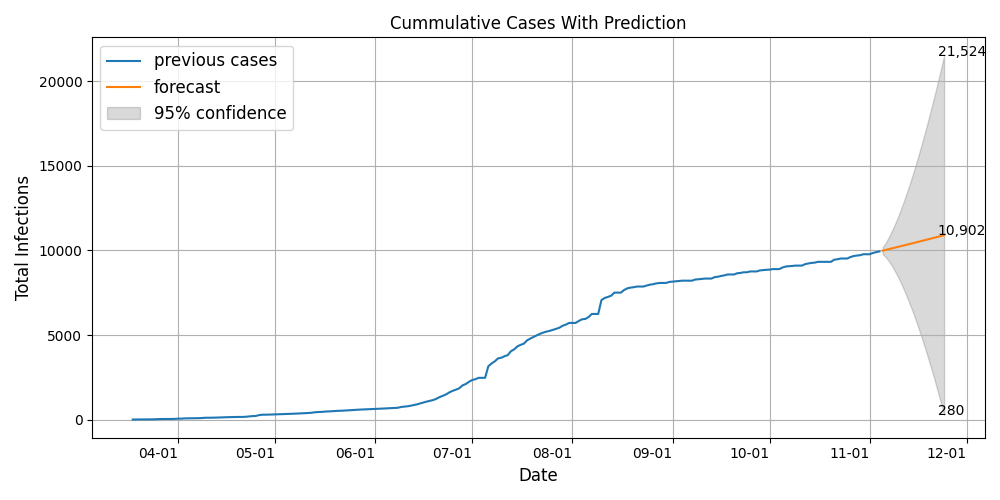 Cummulative Cases With Prediction
previous cases
forecast
95% confidence
21,524
10,902
280
20000
15000
10000
5000
0
Total Infections
04-01 05-01 06-01 07-01 08-01 09-01 10-01 11-01 12-01
Date